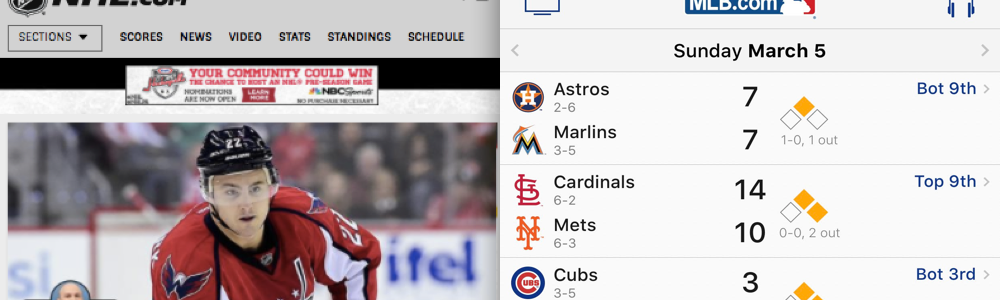 NHL.com
SECTIONS
SCORES
NEWS
VIDEO
STATS
STANDINGS
SCHEDULE
YOUR COMMUNITY COULD WIN
THE CHANCE TO HOST AN NHL® PRE-SEASON GAME
NOMINATIONS
ARE NOW OPEN
LEARN
MORE
NBCSports
NO PURCHASE NECESSARY
22
22
itel
MLB.com
Sunday March 5
Astros 7 Bot 9th
2-6
Marlins 7
3-5
1-0, 1 out
Cardinals 14 Top 9th
6-2
Mets 10
6-3
0-0, 2 out
Cubs 3 Bot 3rd
3-5
CUBS